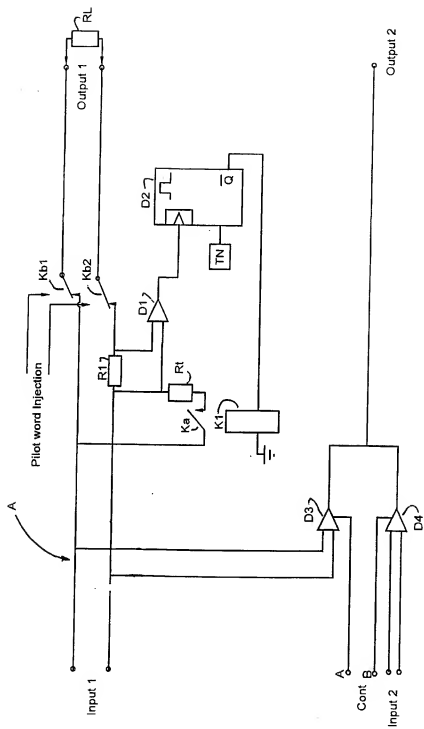 RL
Output 1
Kb1
Kb2
Pilot word Injection
A
Input 1
R1
D1
D2
Q
TN
Rt
Ka
K1
D3
D4
A
Cont
B
Input 2
Output 2